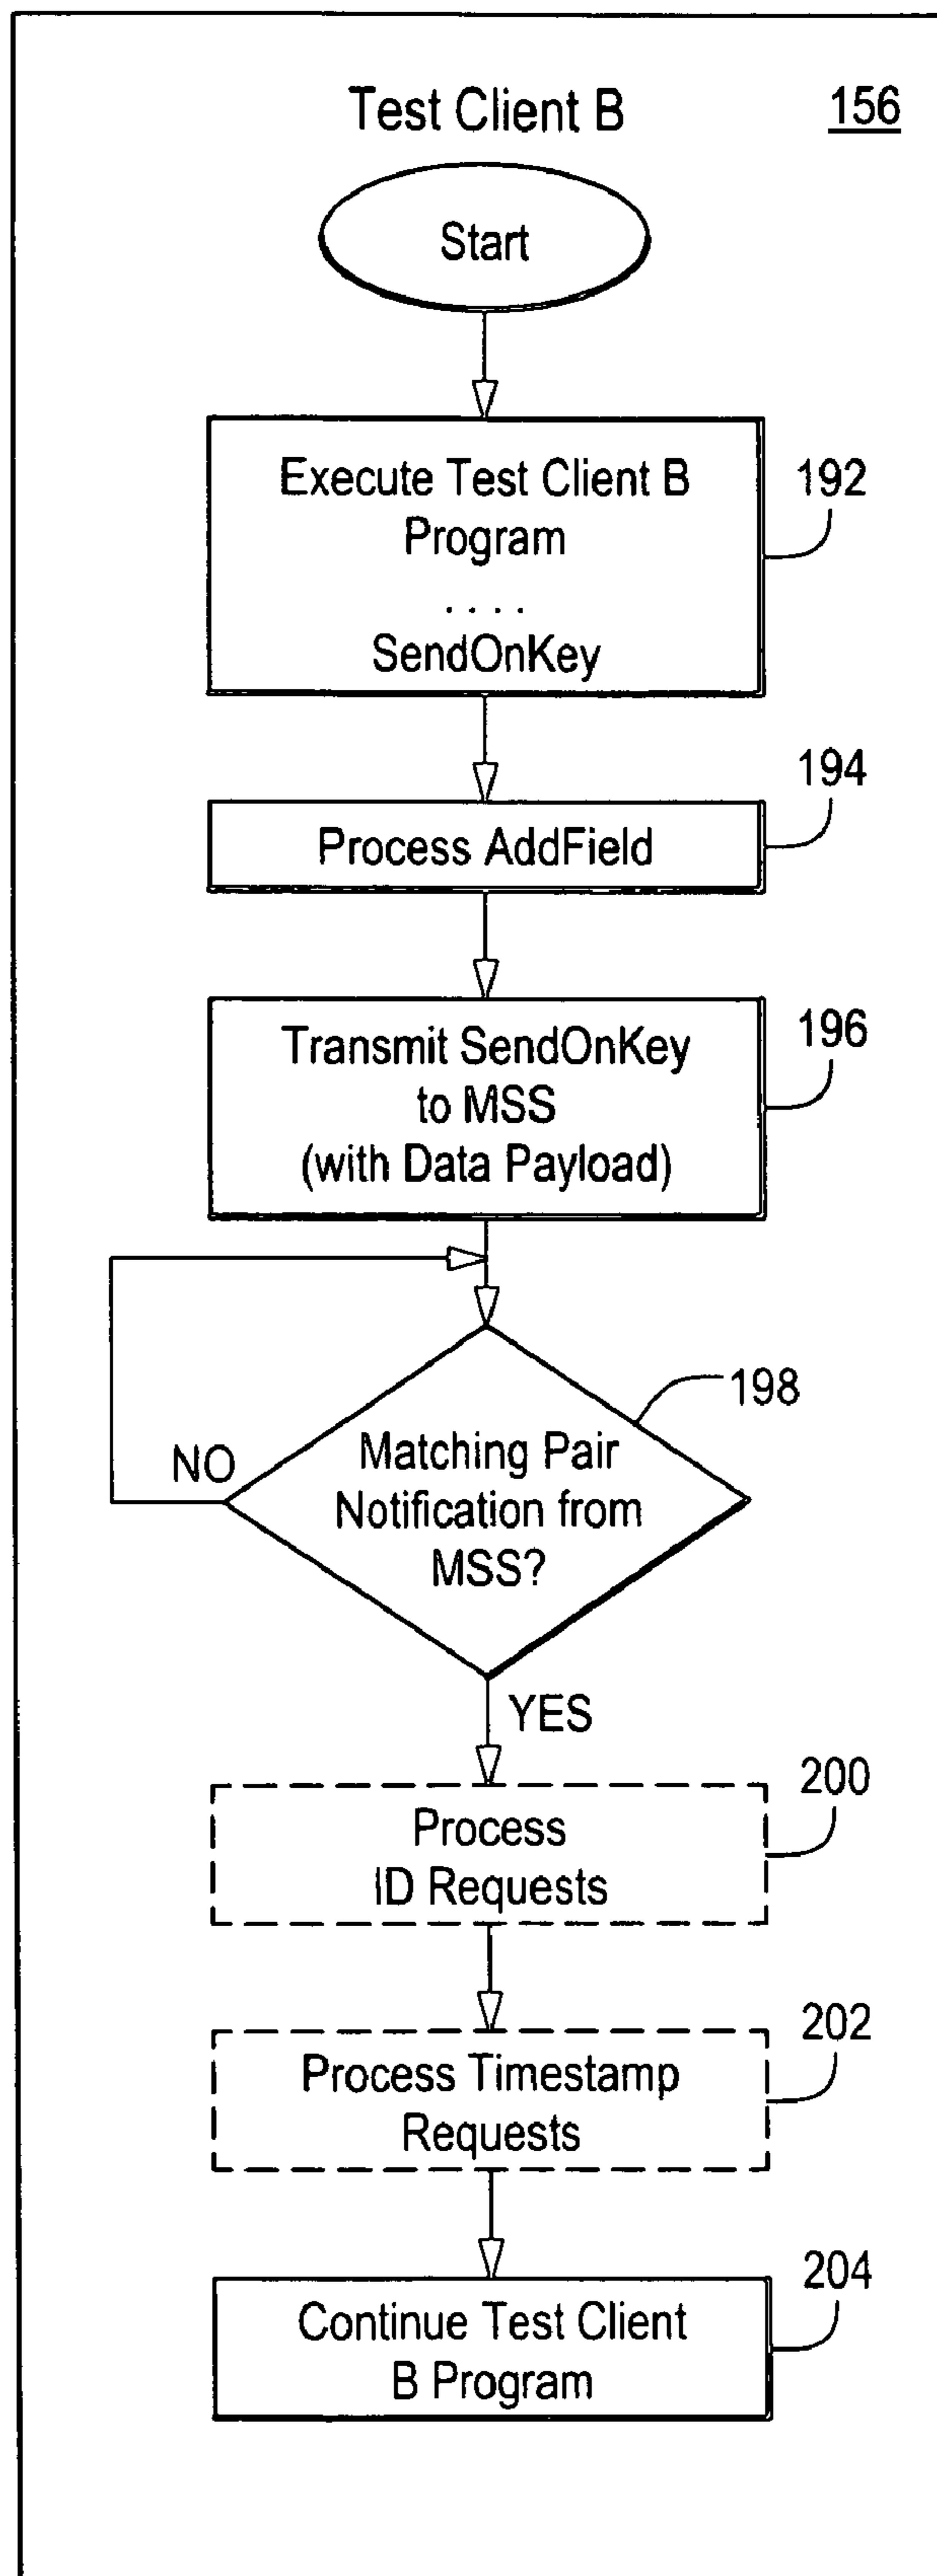 Test Client B
156
Start
Execute Test Client B
Program
. . . .
SendOnKey
192
Process AddField
194
Transmit SendOnKey
to MSS
(with Data Payload)
196
Matching Pair
Notification from
MSS?
198
NO
YES
Process
ID Requests
200
Process Timestamp
Requests
202
Continue Test Client
B Program
204